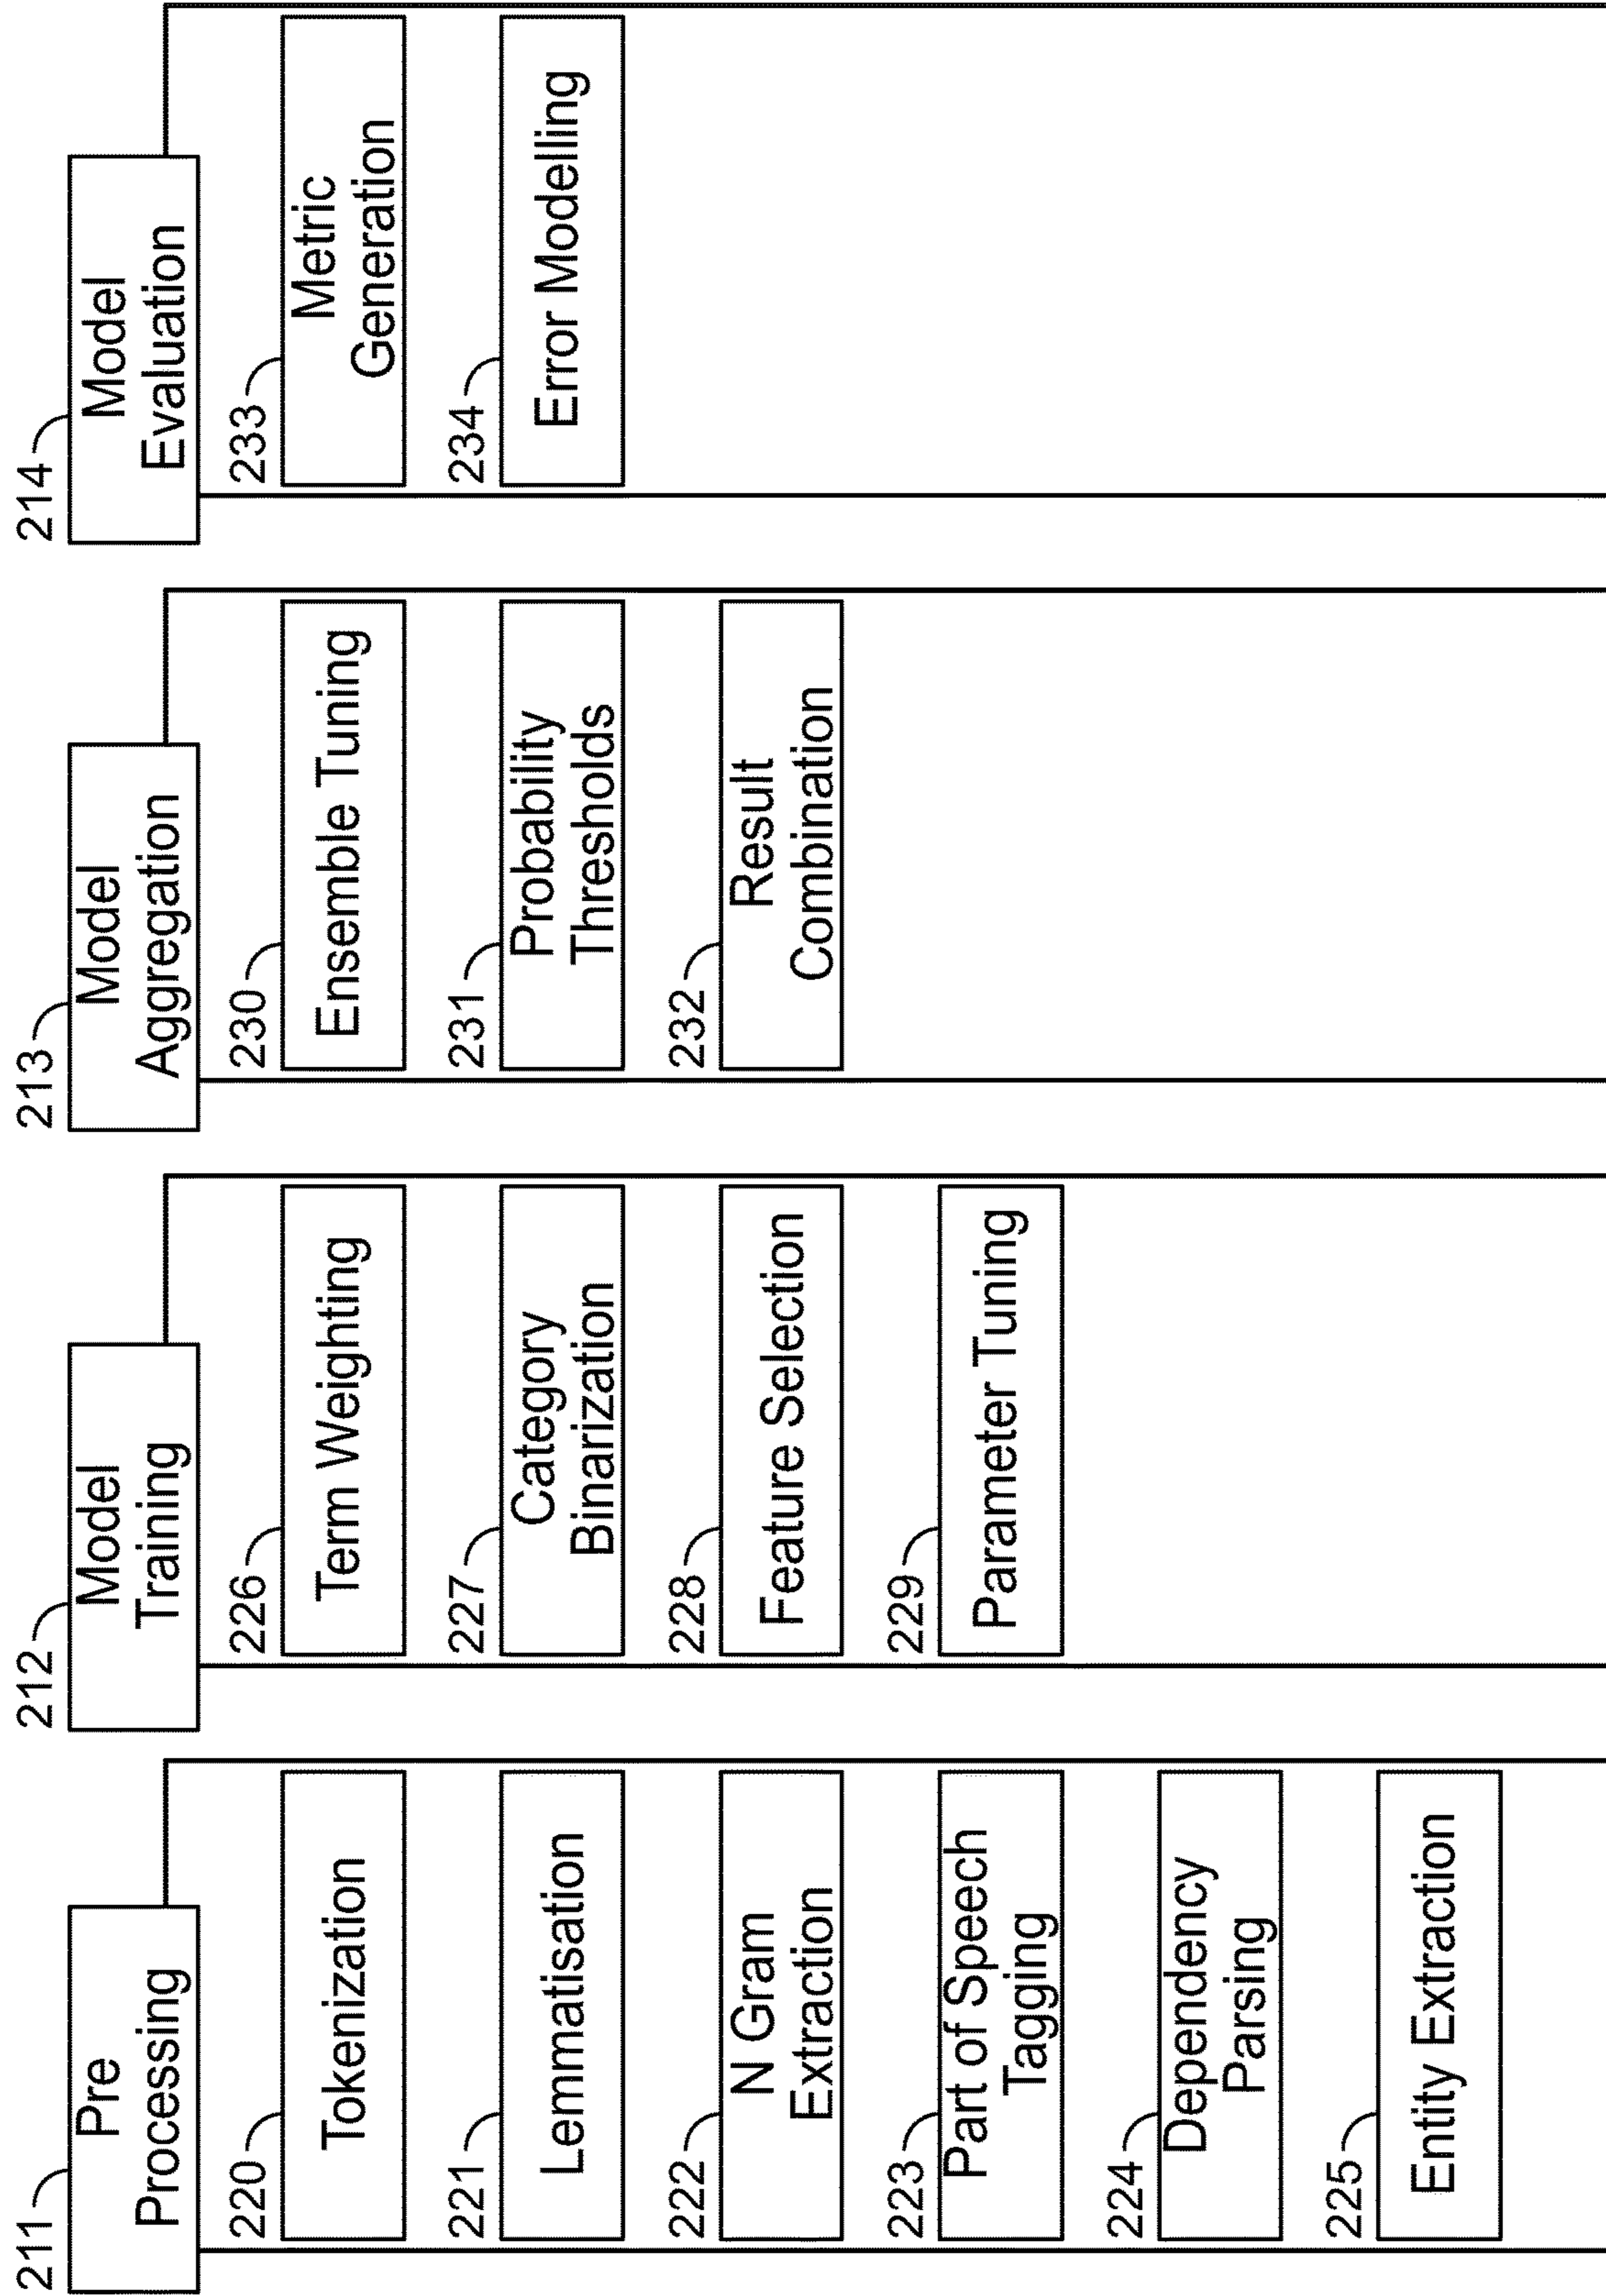 211
Pre
Processing
220
Tokenization
221
Lemmatisation
222
N Gram
Extraction
223
Part of Speech
Tagging
224
Dependency
Parsing
225
Entity Extraction
212
Model
Training
226
Term Weighting
227
Category
Binarization
228
Feature Selection
229
Parameter Tuning
213
Model
Aggregation
230
Ensemble Tuning
231
Probability
Thresholds
232
Result
Combination
214
Model
Evaluation
233
Metric
Generation
234
Error Modelling